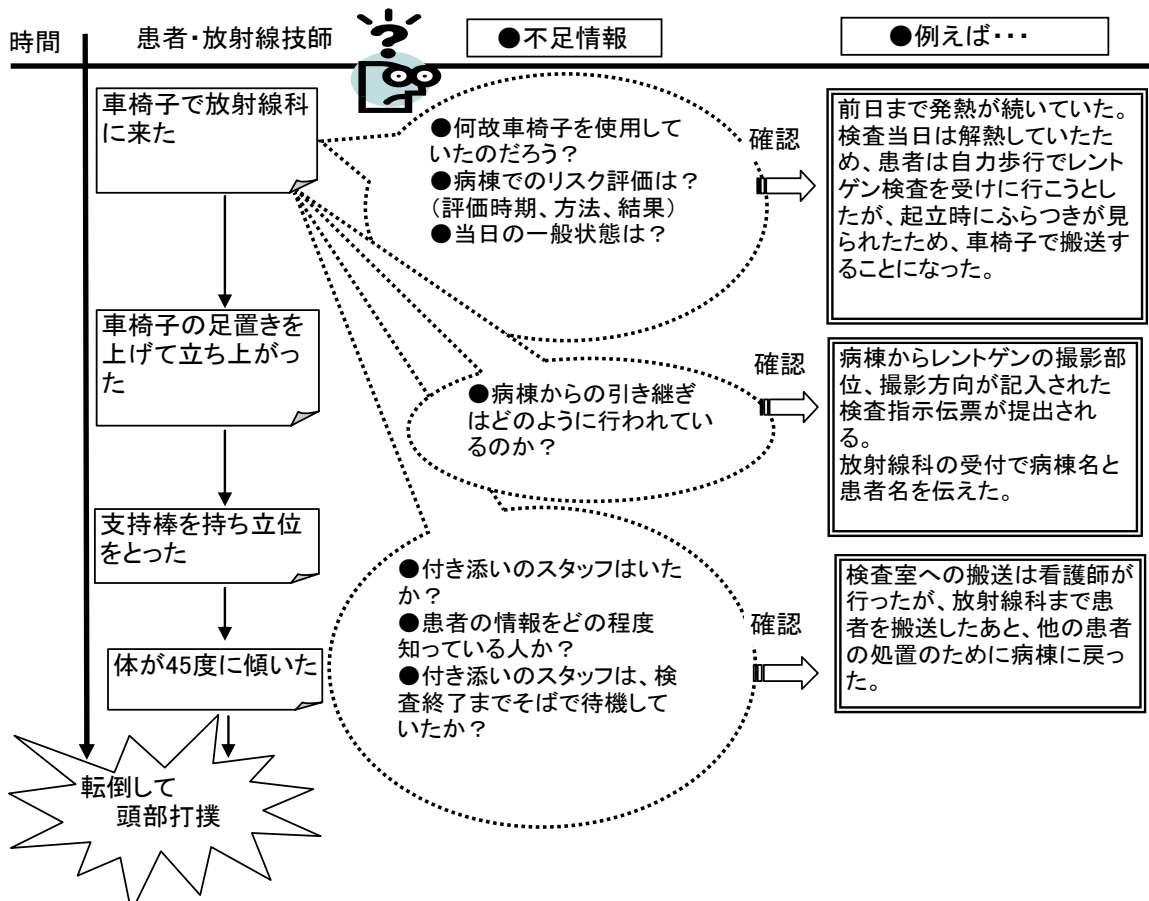 時間
患者・放射線技師
?
●不足情報
●例えば・・・
車椅子で放射線科
に来た
車椅子の足置きを
上げて立ち上がっ
た
支持棒を持ち立位
をとった
体が45度に傾いた
転倒して
頭部打撲
●何故車椅子を使用して
いたのだろう？
●病棟でのリスク評価は？
（評価時期、方法、結果）
●当日の一般状態は？
確認
前日まで発熱が続いていた。
検査当日は解熱していたた
め、患者は自力歩行でレント
ゲン検査を受けに行こうとし
たが、起立時にふらつきが見
られたため、車椅子で搬送す
ることになった。
●病棟からの引き継ぎ
はどのように行われてい
るのか？
確認
病棟からレントゲンの撮影部
位、撮影方向が記入された
検査指示伝票が提出され
る。
放射線科の受付で病棟名と
患者名を伝えた。
●付き添いのスタッフはいた
か？
●患者の情報をどの程度
知っている人か？
●付き添いのスタッフは、検
査終了までそばで待機して
いたか？
確認
検査室への搬送は看護師が
行ったが、放射線科まで患
者を搬送したあと、他の患者
の処置のために病棟に戻っ
た。